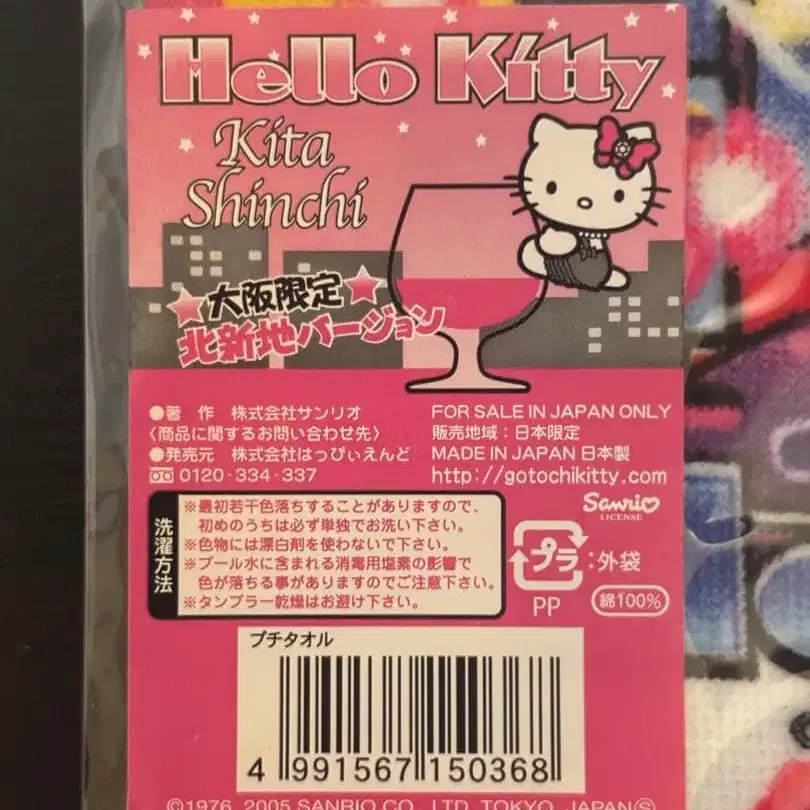 Hello Kitty
Kita
Shinchi
大阪限定
北新地バージョン
●著 作 株式会社サンリオ
〈商品に関するお問い合わせ先〉
●発売元 株式会社はっぴぃえんど
0120-334-337
FOR SALE IN JAPAN ONLY
販売地域:日本限定
MADE IN JAPAN 日本製
http://gotochikitty.com
Sanrio
LICENSE
洗濯方法
※最初若干色落ちすることがありますので、
初めのうちは必ず単独でお洗い下さい。
※色物には漂白剤を使わないで下さい。
※プール水に含まれる消毒用塩素の影響で
色が落ちる事がありますのでご注意下さい。
※タンブラー乾燥はお避け下さい。
プラ:外袋
PP
綿100%
プチタオル
4 991567 150368
©1976, 2005 SANRIO CO., LTD. TOKYO, JAPAN Ⓢ